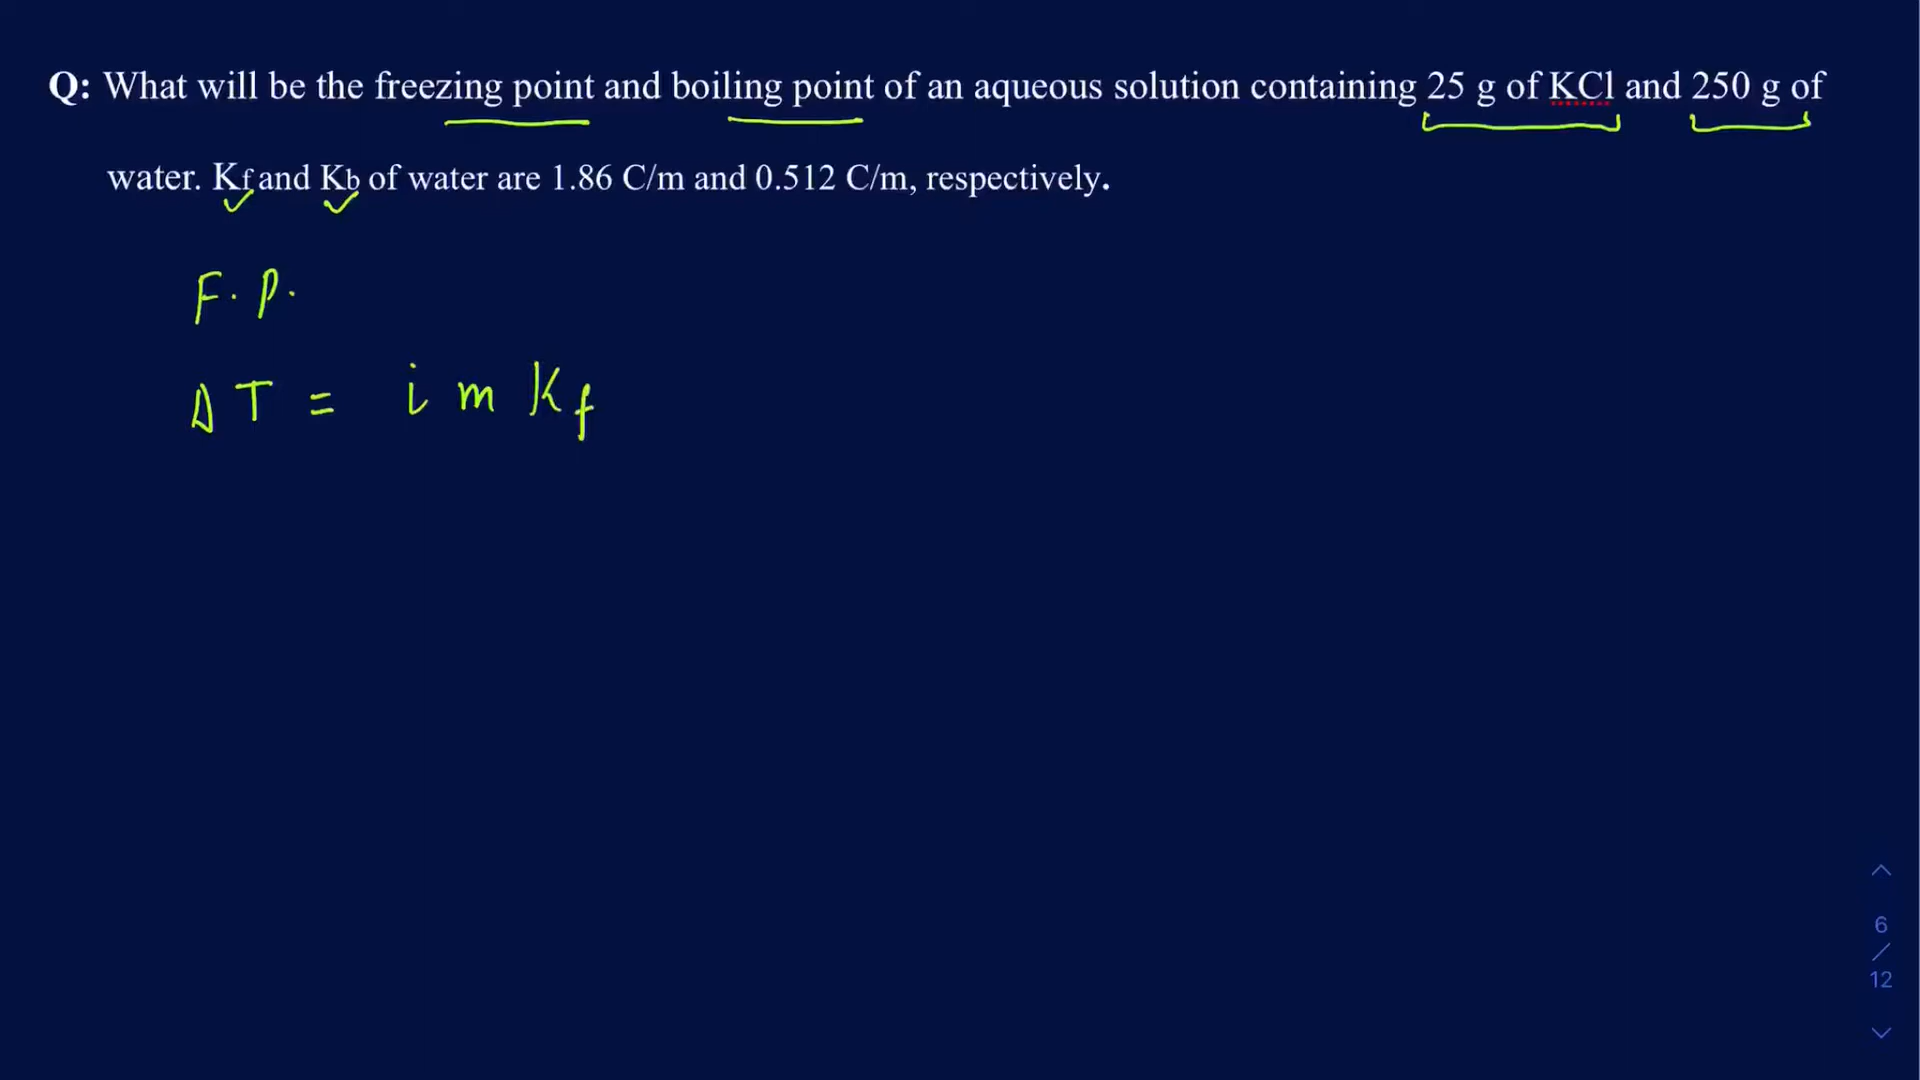 Q: What will be the freezing point and boiling point of an aqueous solution containing 25 g of KCl and 250 g of
water. Kf and Kb of water are 1.86 C/m and 0.512 C/m, respectively.
F.P.
ΔT = i m Kf
6
/
12